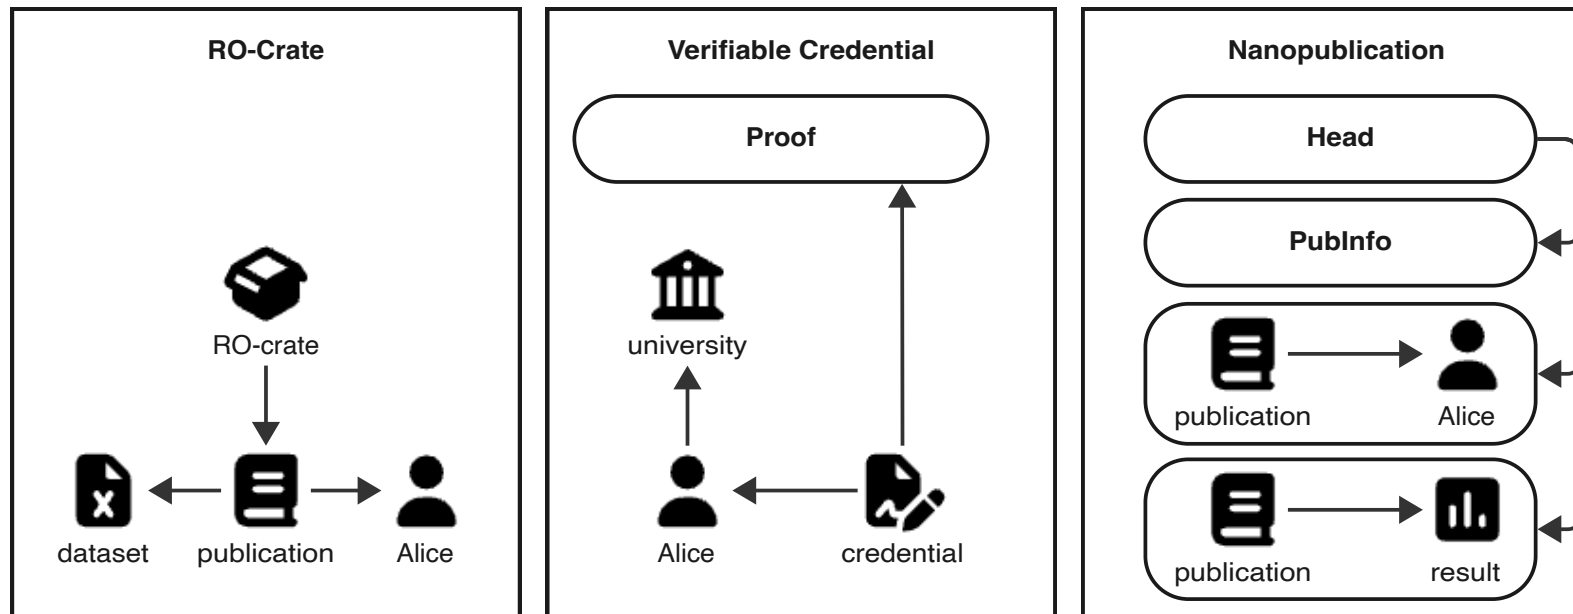 RO-Crate
RO-crate
dataset
publication
Alice
Verifiable Credential
Proof
university
Alice
credential
Nanopublication
Head
PubInfo
publication
Alice
publication
result